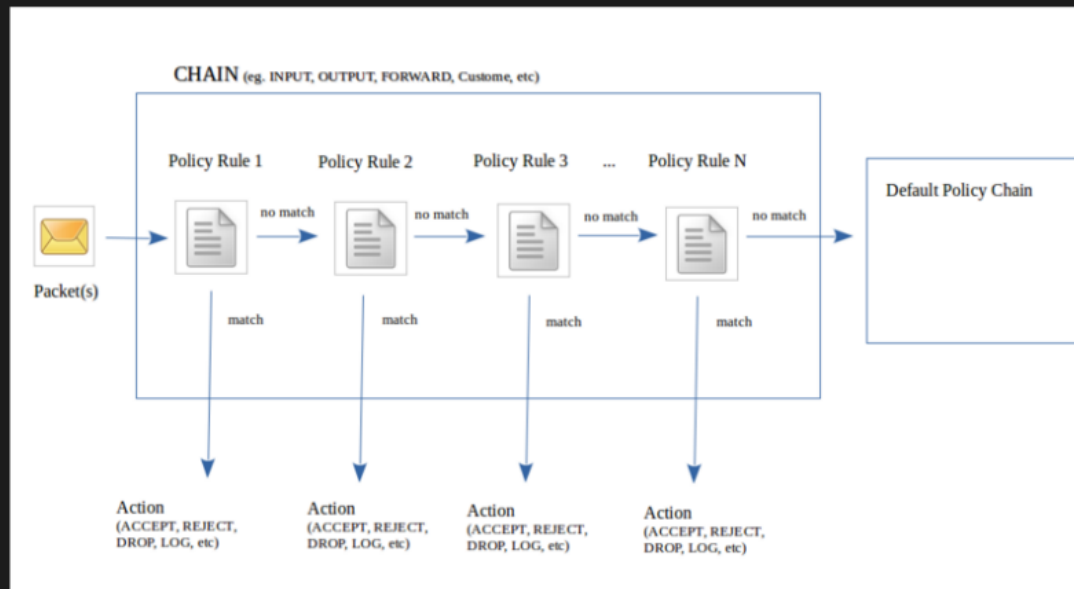 CHAIN (eg. INPUT, OUTPUT, FORWARD, Custome, etc)
Policy Rule 1
Policy Rule 2
Policy Rule 3
...
Policy Rule N
Default Policy Chain
no match
no match
no match
no match
Packet(s)
match
match
match
match
Action
(ACCEPT, REJECT,
DROP, LOG, etc)
Action
(ACCEPT, REJECT,
DROP, LOG, etc)
Action
(ACCEPT, REJECT,
DROP, LOG, etc)
Action
(ACCEPT, REJECT,
DROP, LOG, etc)